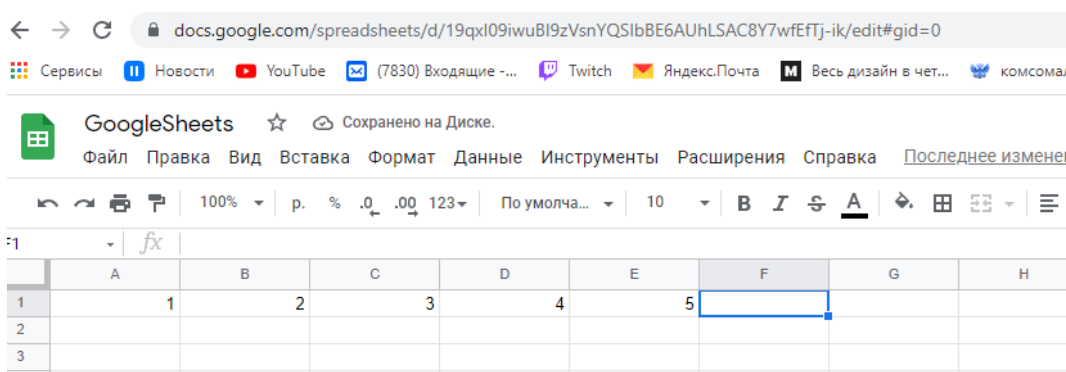 docs.google.com/spreadsheets/d/19qxl09iwuBl9zVsnYQSlbBE6AUhLSAC8Y7wfEfTj-ik/edit#gid=0
Сервисы Новости YouTube (7830) Входящие -... Twitch Яндекс.Почта M Весь дизайн в чет... комсомал
GoogleSheets Сохранено на Диске.
Файл Правка Вид Вставка Формат Данные Инструменты Расширения Справка Последнее изменен
100% р. % .0 .00 123 По умолча... 10 B I S A
F1 fx
A B C D E F G H
1 1 2 3 4 5
2
3